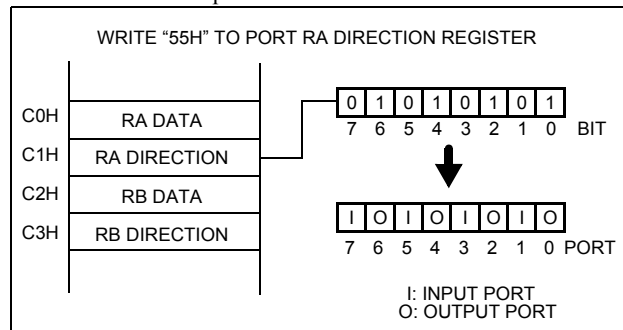 WRITE “55H” TO PORT RA DIRECTION REGISTER
0 1 0 1 0 1 0 1
7 6 5 4 3 2 1 0 BIT
C0H RA DATA
C1H RA DIRECTION
C2H RB DATA
C3H RB DIRECTION
I O I O I O I O
7 6 5 4 3 2 1 0 PORT
I: INPUT PORT
O: OUTPUT PORT